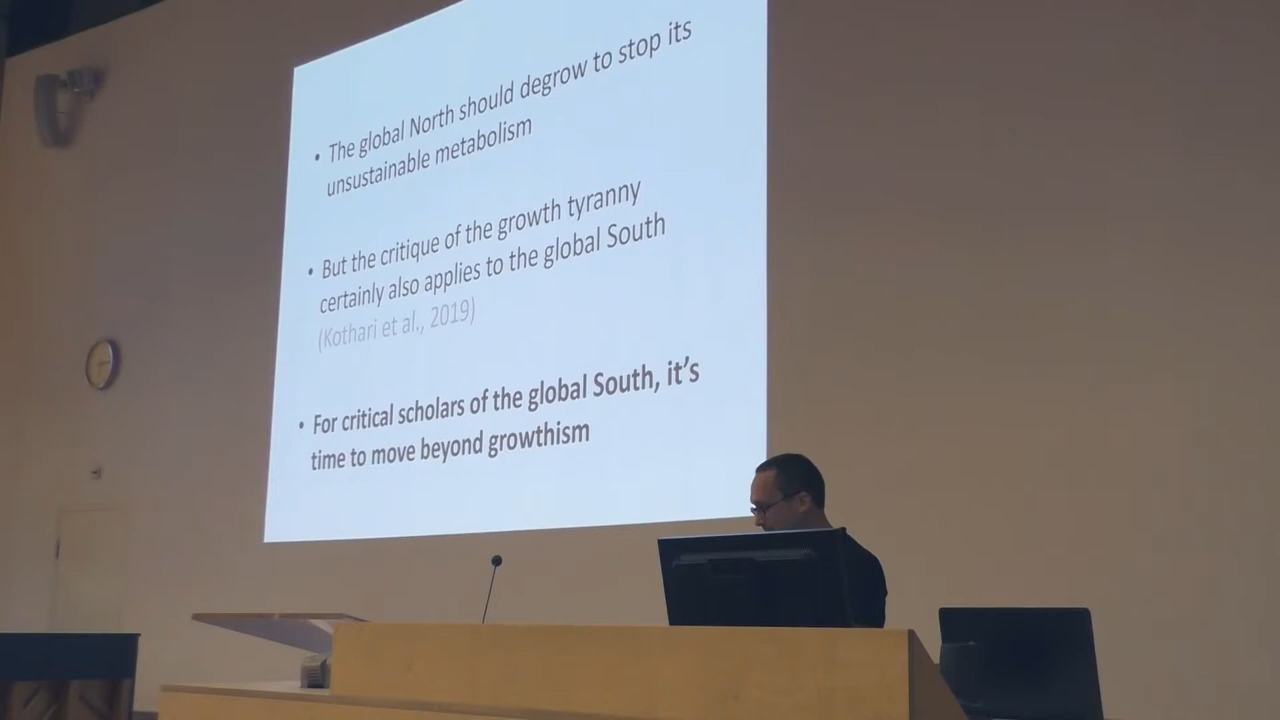 • The global North should degrow to stop its
unsustainable metabolism
• But the critique of the growth tyranny
certainly also applies to the global South
(Kothari et al., 2019)
• For critical scholars of the global South, it's
time to move beyond growthism